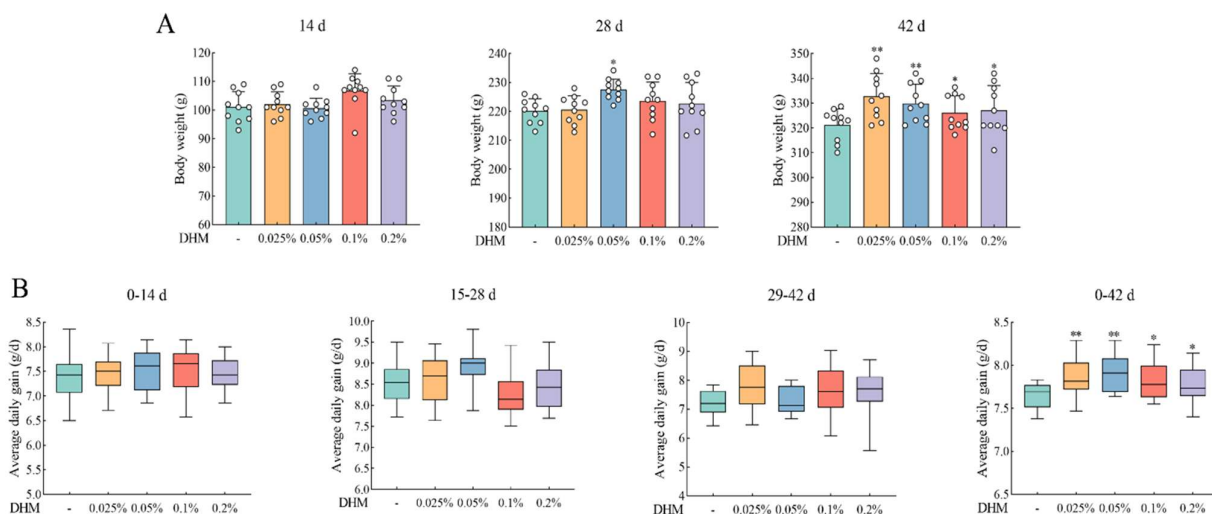 A
14 d
28 d
42 d
Body weight (g)
120
110
100
90
80
70
60
DHM - 0.025% 0.05% 0.1% 0.2%
Body weight (g)
240
230
220
210
200
190
180
*
DHM - 0.025% 0.05% 0.1% 0.2%
Body weight (g)
350
340
330
320
310
300
290
280
** ** * *
DHM - 0.025% 0.05% 0.1% 0.2%
B
0-14 d
15-28 d
29-42 d
0-42 d
Average daily gain (g/d)
8.5
8.0
7.5
7.0
6.5
6.0
5.5
5.0
DHM - 0.025% 0.05% 0.1% 0.2%
Average daily gain (g/d)
10.0
9.5
9.0
8.5
8.0
7.5
7.0
6.5
6.0
DHM - 0.025% 0.05% 0.1% 0.2%
Average daily gain (g/d)
10
9
8
7
6
5
4
DHM - 0.025% 0.05% 0.1% 0.2%
Average daily gain (g/d)
8.5
8.0
7.5
7.0
6.5
** ** * *
DHM - 0.025% 0.05% 0.1% 0.2%